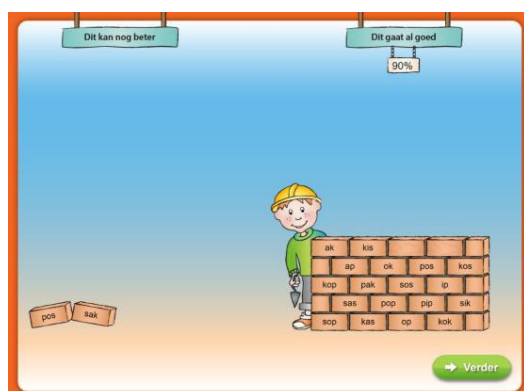 Dit kan nog beter
Dit gaat al goed
90%
ak kis
ap ok pos kos
kop pak sos ip
sas pop pip sik
sop kas op kok
pos sak
Verder